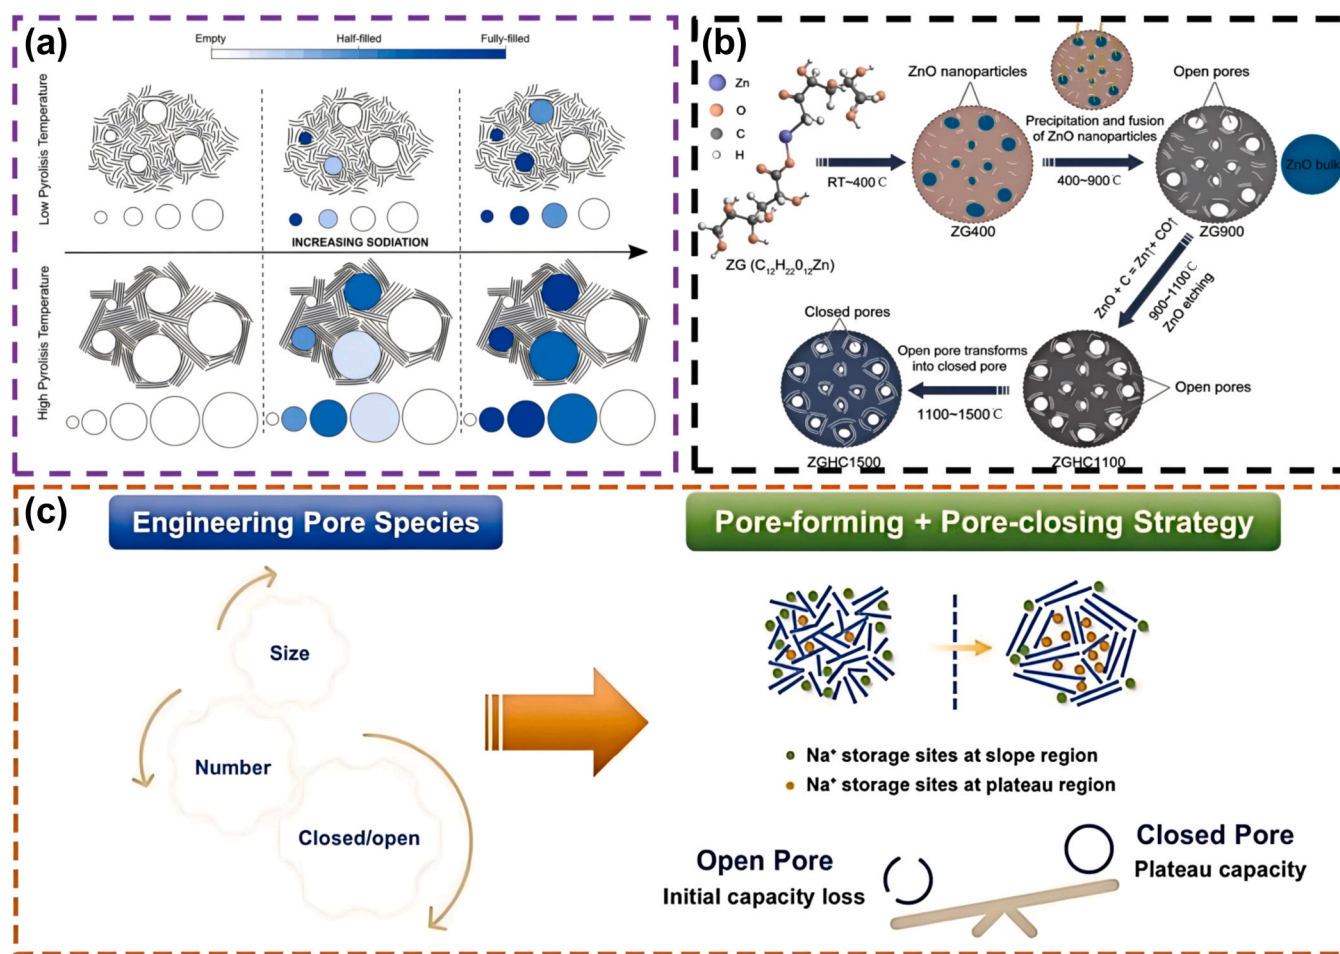 (a)
Empty
Half-filled
Fully-filled
Low Pyrolisis Temperature
INCREASING SODIATION
High Pyrolisis Temperature
(b)
Zn
O
C
H
ZG (C₁₂H₂₂0₁₂Zn)
RT~400℃
ZnO nanoparticles
ZG400
Precipitation and fusion
of ZnO nanoparticles
400~900℃
Open pores
ZG900
ZnO bulk
ZnO + C = Zn↑+ CO↑
900~1100℃
ZnO etching
Open pores
ZGHC1100
Open pore transforms
into closed pore
1100~1500℃
Closed pores
ZGHC1500
(c)
Engineering Pore Species
Size
Number
Closed/open
Pore-forming + Pore-closing Strategy
Na⁺ storage sites at slope region
Na⁺ storage sites at plateau region
Open Pore
Initial capacity loss
Closed Pore
Plateau capacity